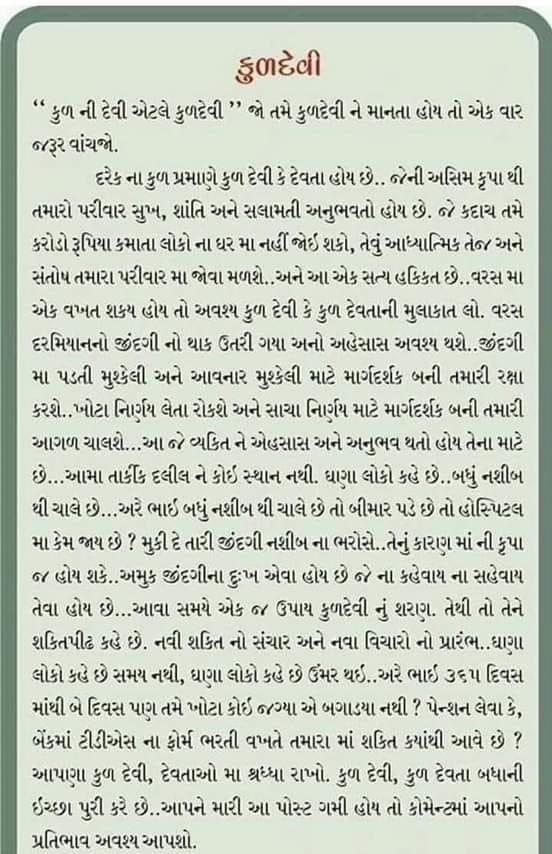 કુળદેવી
“ કુળ ની દેવી એટલે કુળદેવી ” જો તમે કુળદેવી ને માનતા હોય તો એક વાર
જરૂર વાંચજો.
દરેક ના કુળ પ્રમાણે કુળ દેવી કે દેવતા હોય છે.. જેની અસિમ કૃપા થી
તમારો પરીવાર સુખ, શાંતિ અને સલામતી અનુભવતો હોય છે. જે કદાચ તમે
કરોડો રૂપિયા કમાતા લોકો ના ઘર મા નહીં જોઇ શકો, તેવું આધ્યાત્મિક તેજ અને
સંતોષ તમારા પરીવાર મા જોવા મળશે..અને આ એક સત્ય હકિકત છે..વરસ મા
એક વખત શકય હોય તો અવશ્ય કુળ દેવી કે કુળ દેવતાની મુલાકાત લો. વરસ
દરમિયાનનો જીંદગી નો થાક ઉતરી ગયા અનો અહેસાસ અવશ્ય થશે..જીંદગી
મા પડતી મુશ્કેલી અને આવનાર મુશ્કેલી માટે માર્ગદર્શક બની તમારી રક્ષા
કરશે..ખોટા નિર્ણય લેતા રોકશે અને સાચા નિર્ણય માટે માર્ગદર્શક બની તમારી
આગળ ચાલશે...આ જે વ્યકિત ને એહસાસ અને અનુભવ થતો હોય તેના માટે
છે...આમા તાર્કીક દલીલ ને કોઇ સ્થાન નથી. ઘણા લોકો કહે છે..બધું નશીબ
થી ચાલે છે...અરે ભાઇ બધું નશીબ થી ચાલે છે તો બીમાર પડે છે તો હોસ્પિટલ
મા કેમ જાય છે ? મુકી દે તારી જીંદગી નશીબ ના ભરોસે..તેનું કારણ માં ની કૃપા
જ હોય શકે..અમુક જીંદગીના દુઃખ એવા હોય છે જે ના કહેવાય ના સહેવાય
તેવા હોય છે...આવા સમયે એક જ ઉપાય કુળદેવી નું શરણ. તેથી તો તેને
શકિતપીઢ કહે છે. નવી શકિત નો સંચાર અને નવા વિચારો નો પ્રારંભ..ઘણા
લોકો કહે છે સમય નથી, ઘણા લોકો કહે છે ઉંમર થઇ..અરે ભાઇ ૩૬૫ દિવસ
માંથી બે દિવસ પણ તમે ખોટા કોઇ જગ્યા એ બગાડયા નથી ? પેન્શન લેવા કે,
બેંકમાં ટીડીએસ ના ફોર્મ ભરતી વખતે તમારા માં શકિત કયાંથી આવે છે ?
આપણા કુળ દેવી, દેવતાઓ મા શ્રધ્ધા રાખો. કુળ દેવી, કુળ દેવતા બધાની
ઇચ્છા પુરી કરે છે..આપને મારી આ પોસ્ટ ગમી હોય તો કોમેન્ટમાં આપનો
પ્રતિભાવ અવશ્ય આપશો.